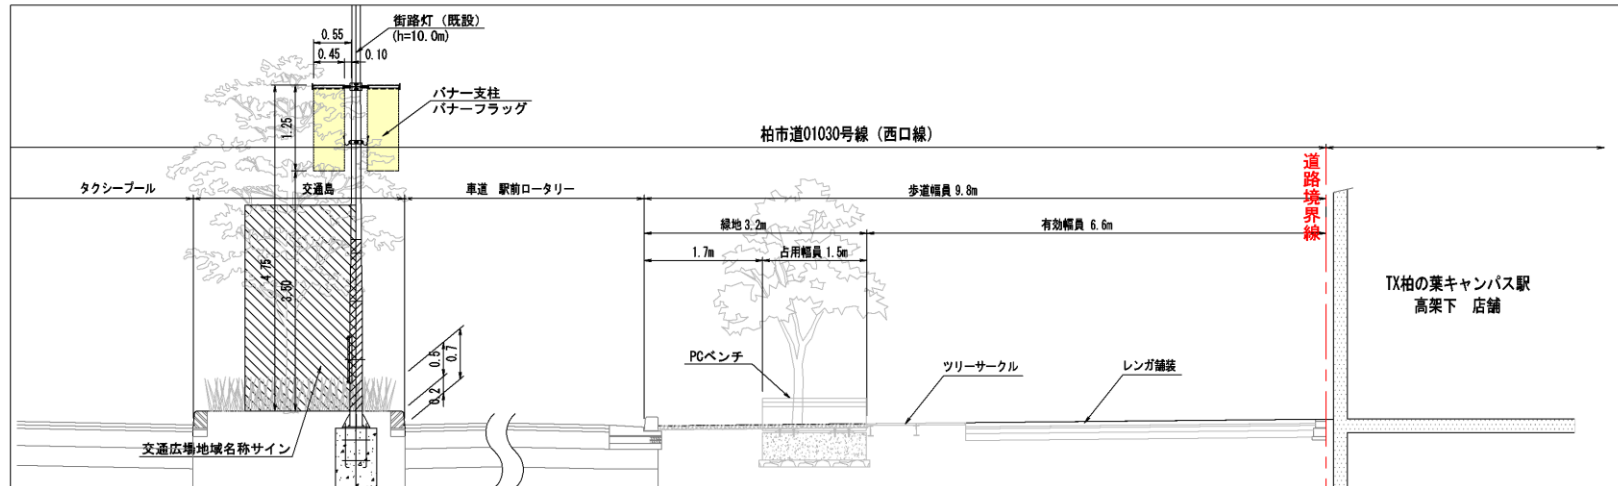 街路灯（既設）
(h=10.0m)
0.55
0.45
0.10
バナー支柱
バナーフラッグ
1.25
柏市道01030号線（西口線）
道路境界線
タクシープール
交通島
車道　駅前ロータリー
歩道幅員 9.8m
緑地 3.2m
有効幅員 6.6m
1.7m
占用幅員 1.5m
4.75
3.50
TX柏の葉キャンパス駅
高架下　店舗
0.5
0.7
0.2
PCベンチ
ツリーサークル
レンガ舗装
交通広場地域名称サイン